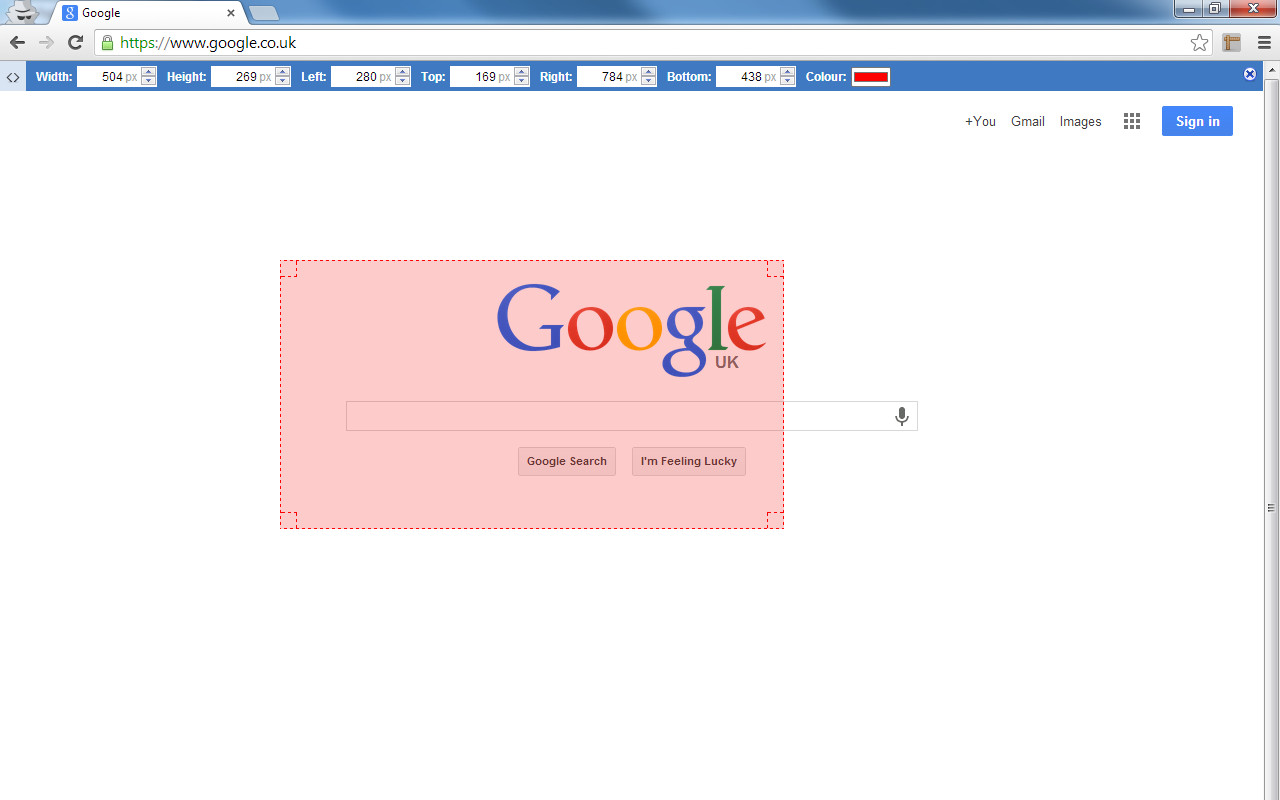 Google
https://www.google.co.uk
Width: 504 px Height: 269 px Left: 280 px Top: 169 px Right: 784 px Bottom: 438 px Colour:
+You Gmail Images Sign in
Google
UK
Google Search I'm Feeling Lucky